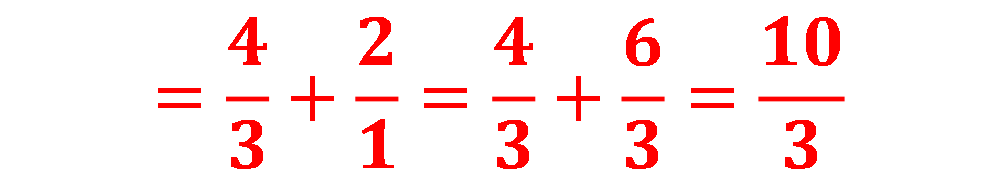 = 4/3 + 2/1 = 4/3 + 6/3 = 10/3